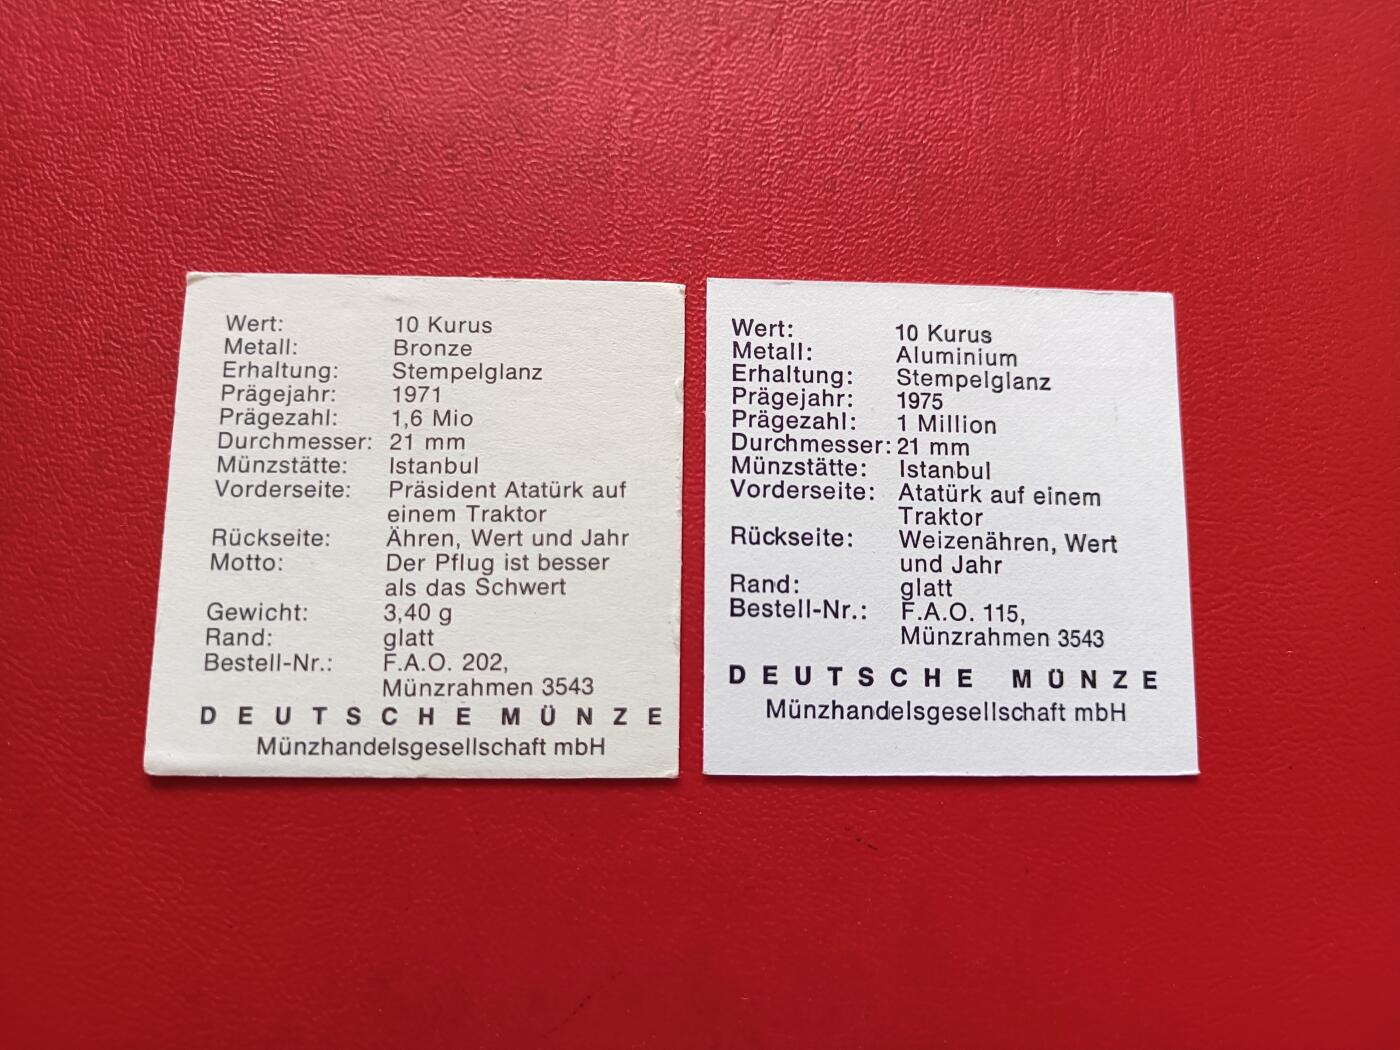 Wert: 10 Kurus
Metall: Bronze
Erhaltung: Stempelglanz
Prägejahr: 1971
Prägezahl: 1,6 Mio
Durchmesser: 21 mm
Münzstätte: Istanbul
Vorderseite: Präsident Atatürk auf
einem Traktor
Rückseite: Ähren, Wert und Jahr
Motto: Der Pflug ist besser
als das Schwert
Gewicht: 3,40 g
Rand: glatt
Bestell-Nr.: F.A.O. 202,
Münzrahmen 3543
DEUTSCHE MÜNZE
Münzhandelsgesellschaft mbH
Wert: 10 Kurus
Metall: Aluminium
Erhaltung: Stempelglanz
Prägejahr: 1975
Prägezahl: 1 Million
Durchmesser: 21 mm
Münzstätte: Istanbul
Vorderseite: Atatürk auf einem
Traktor
Rückseite: Weizenähren, Wert
und Jahr
Rand: glatt
Bestell-Nr.: F.A.O. 115,
Münzrahmen 3543
DEUTSCHE MÜNZE
Münzhandelsgesellschaft mbH